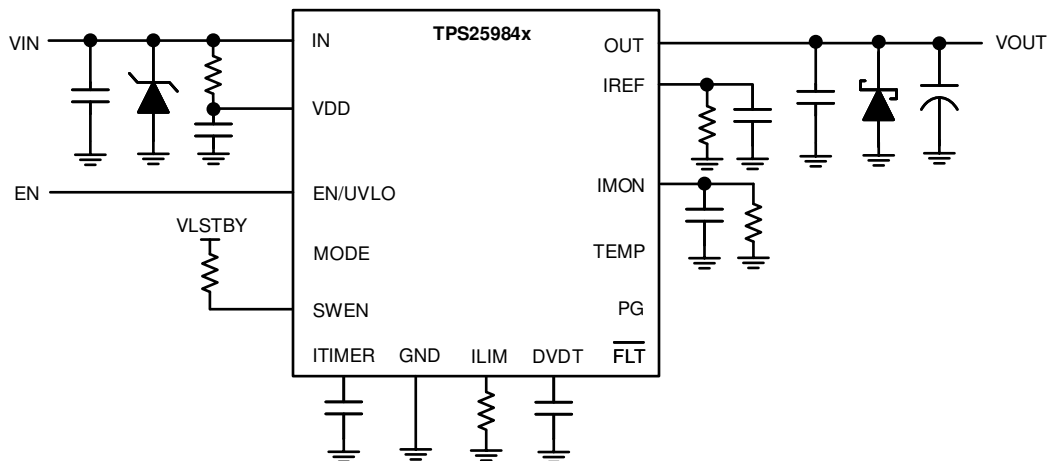 TPS25984x
VIN
IN
OUT
VOUT
IREF
VDD
EN
EN/UVLO
IMON
VLSTBY
MODE
TEMP
SWEN
PG
ITIMER
GND
ILIM
DVDT
FLT